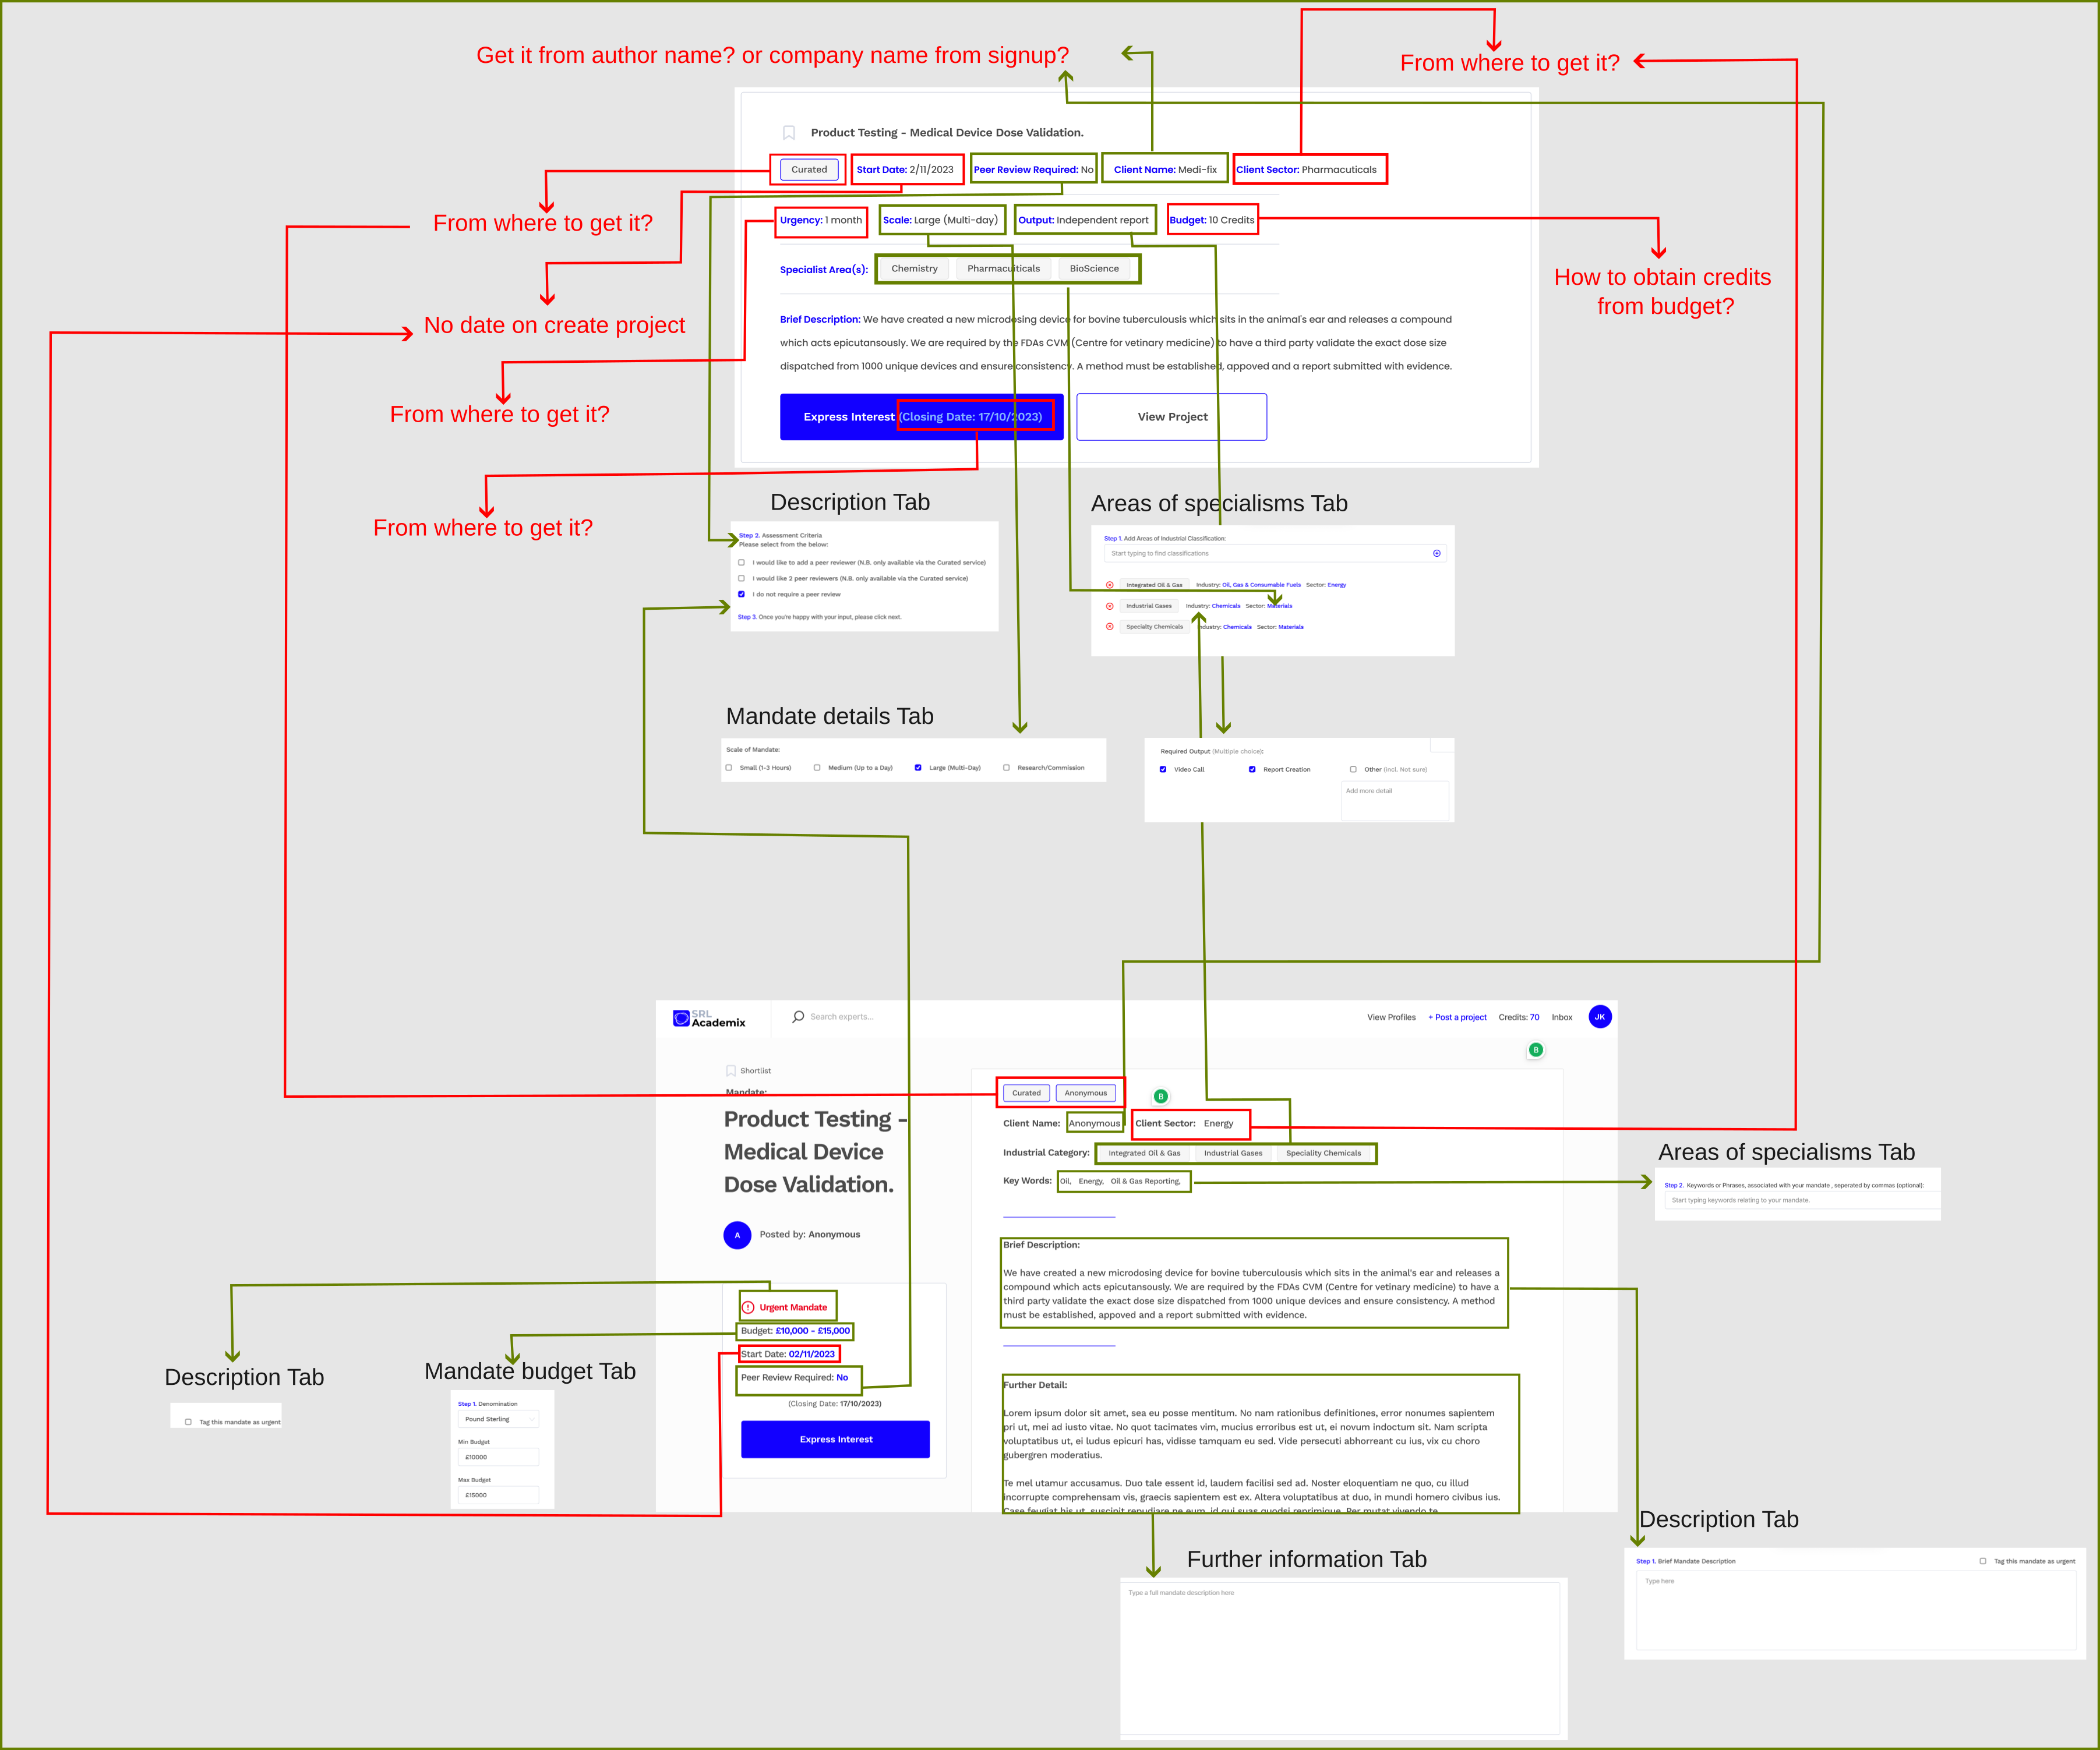 Get it from author name? or company name from signup?
From where to get it?
Product Testing - Medical Device Dose Validation.
Curated
Start Date: 2/11/2023
Peer Review Required: No
Client Name: Medi-fix
Client Sector: Pharmacuticals
From where to get it?
Urgency: 1 month
Scale: Large (Multi-day)
Output: Independent report
Budget: 10 Credits
Specialist Area(s):
Chemistry
Pharmaculticals
BioScience
How to obtain credits
from budget?
No date on create project
Brief Description: We have created a new microdosing device for bovine tuberculousis which sits in the animal's ear and releases a compound
which acts epicutansously. We are required by the FDAs CVM (Centre for vetinary medicine) to have a third party validate the exact dose size
dispatched from 1000 unique devices and ensure consistency. A method must be established, appoved and a report submitted with evidence.
From where to get it?
Express Interest (Closing Date: 17/10/2023)
View Project
From where to get it?
Description Tab
Step 2. Assessment Criteria
Please select from the below:
I would like to add a peer reviewer (N.B. only available via the Curated service)
I would like 2 peer reviewers (N.B. only available via the Curated service)
I do not require a peer review
Step 3. Once you're happy with your input, please click next.
Areas of specialisms Tab
Step 1. Add Areas of Industrial Classification:
Start typing to find classifications
Integrated Oil & Gas Industry: Oil, Gas & Consumable Fuels Sector: Energy
Industrial Gases Industry: Chemicals Sector: Materials
Specialty Chemicals Industry: Chemicals Sector: Materials
Mandate details Tab
Scale of Mandate:
Small (1-3 Hours)
Medium (Up to a Day)
Large (Multi-Day)
Research/Commission
Required Output (Multiple choice):
Video Call
Report Creation
Other (incl. Not sure)
Add more detail
SRL
Academix
Search experts...
View Profiles
+ Post a project
Credits: 70
Inbox
JK
B
Shortlist
Mandate:
Product Testing -
Medical Device
Dose Validation.
A
Posted by: Anonymous
Urgent Mandate
Budget: £10,000 - £15,000
Start Date: 02/11/2023
Peer Review Required: No
(Closing Date: 17/10/2023)
Express Interest
Curated
Anonymous
B
Client Name: Anonymous
Client Sector: Energy
Industrial Category:
Integrated Oil & Gas
Industrial Gases
Speciality Chemicals
Key Words: Oil, Energy, Oil & Gas Reporting,
Brief Description:
We have created a new microdosing device for bovine tuberculousis which sits in the animal's ear and releases a
compound which acts epicutansously. We are required by the FDAs CVM (Centre for vetinary medicine) to have a
third party validate the exact dose size dispatched from 1000 unique devices and ensure consistency. A method
must be established, appoved and a report submitted with evidence.
Further Detail:
Lorem ipsum dolor sit amet, sea eu posse mentitum. No nam rationibus definitiones, error nonumes sapientem
pri ut, mei ad iusto vitae. No quot tacimates vim, mucius erroribus est ut, ei novum indoctum sit. Nam scripta
voluptatibus ut, ei ludus epicuri has, vidisse tamquam eu sed. Vide persecuti abhorreant cu ius, vix cu choro
gubergren moderatius.
Te mel utamur accusamus. Duo tale essent id, laudem facilisi sed ad. Noster eloquentiam ne quo, cu illud
incorrupte comprehensam vis, graecis sapientem est ex. Altera voluptatibus at duo, in mundi homero civibus ius.
Case feugiat his ut, suscipit repudiare ne eum, id qui suas quodsi reprimique. Per mutat vivendo te
Areas of specialisms Tab
Step 2. Keywords or Phrases, associated with your mandate , seperated by commas (optional):
Start typing keywords relating to your mandate.
Description Tab
Tag this mandate as urgent
Mandate budget Tab
Step 1. Denomination
Pound Sterling
Min Budget
£10000
Max Budget
£15000
Description Tab
Step 1. Brief Mandate Description
Tag this mandate as urgent
Type here
Further information Tab
Type a full mandate description here